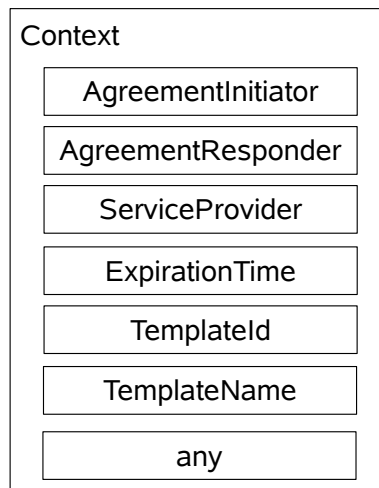 Context
AgreementInitiator
AgreementResponder
ServiceProvider
ExpirationTime
TemplateId
TemplateName
any